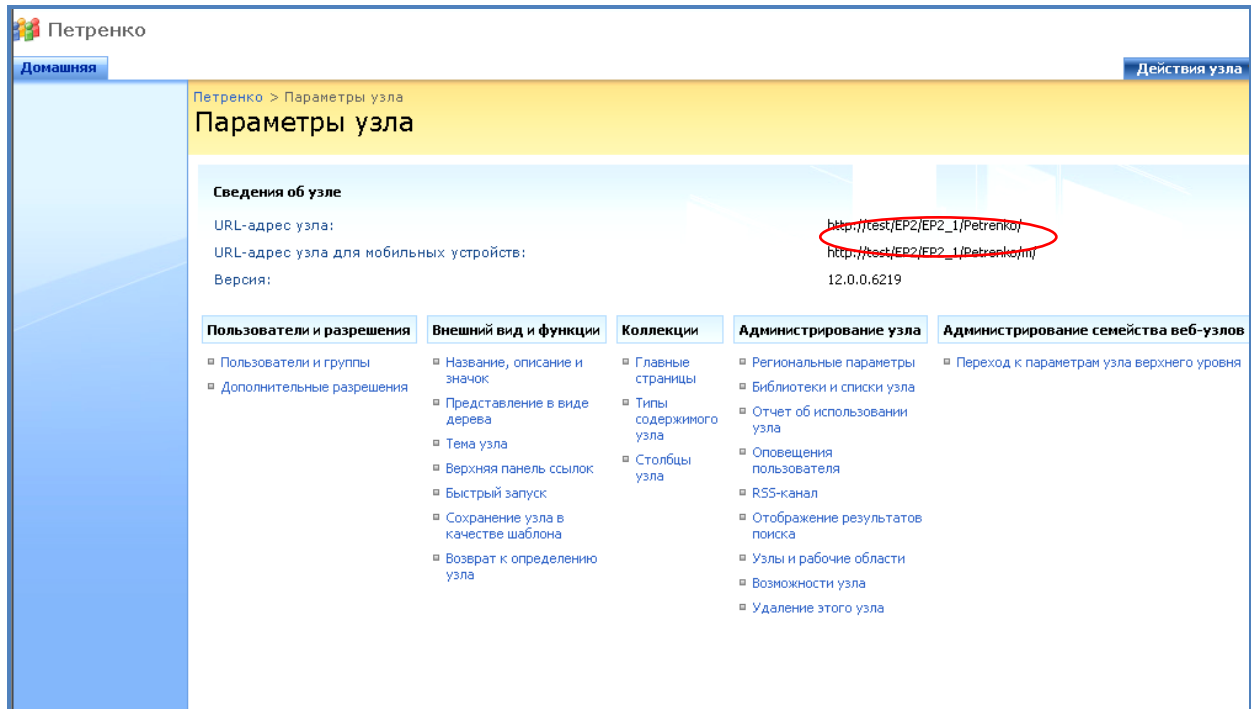 Петренко
Домашняя
Действия узла
Петренко > Параметры узла
Параметры узла
Сведения об узле
URL-адрес узла: http://test/EP2/EP2_1/Petrenko/
URL-адрес узла для мобильных устройств: http://test/EP2/EP2_1/Petrenko/m/
Версия: 12.0.0.6219
Пользователи и разрешения
Пользователи и группы
Дополнительные разрешения
Внешний вид и функции
Название, описание и
значок
Представление в виде
дерева
Тема узла
Верхняя панель ссылок
Быстрый запуск
Сохранение узла в
качестве шаблона
Возврат к определению
узла
Коллекции
Главные
страницы
Типы
содержимого
узла
Столбцы
узла
Администрирование узла
Региональные параметры
Библиотеки и списки узла
Отчет об использовании
узла
Оповещения
пользователя
RSS-канал
Отображение результатов
поиска
Узлы и рабочие области
Возможности узла
Удаление этого узла
Администрирование семейства веб-узлов
Переход к параметрам узла верхнего уровня